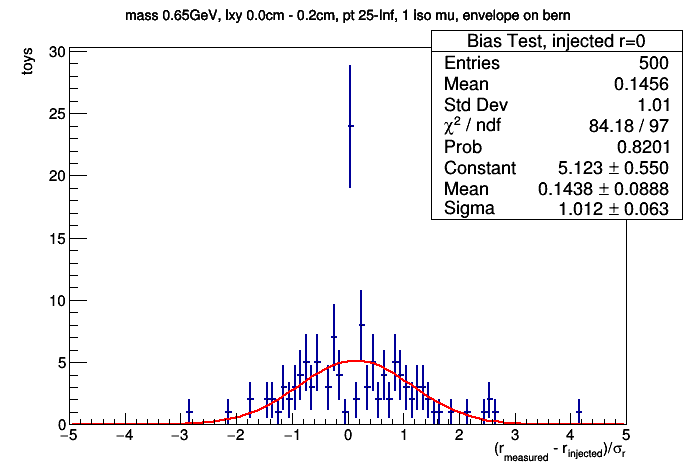 mass 0.65GeV, lxy 0.0cm - 0.2cm, pt 25-Inf, 1 Iso mu, envelope on bern
Bias Test, injected r=0
Entries 500
Mean 0.1456
Std Dev 1.01
χ² / ndf 84.18 / 97
Prob 0.8201
Constant 5.123 ± 0.550
Mean 0.1438 ± 0.0888
Sigma 1.012 ± 0.063
toys
30
25
20
15
10
5
0
−5 −4 −3 −2 −1 0 1 2 3 4 5
(r_measured - r_injected)/σ_r